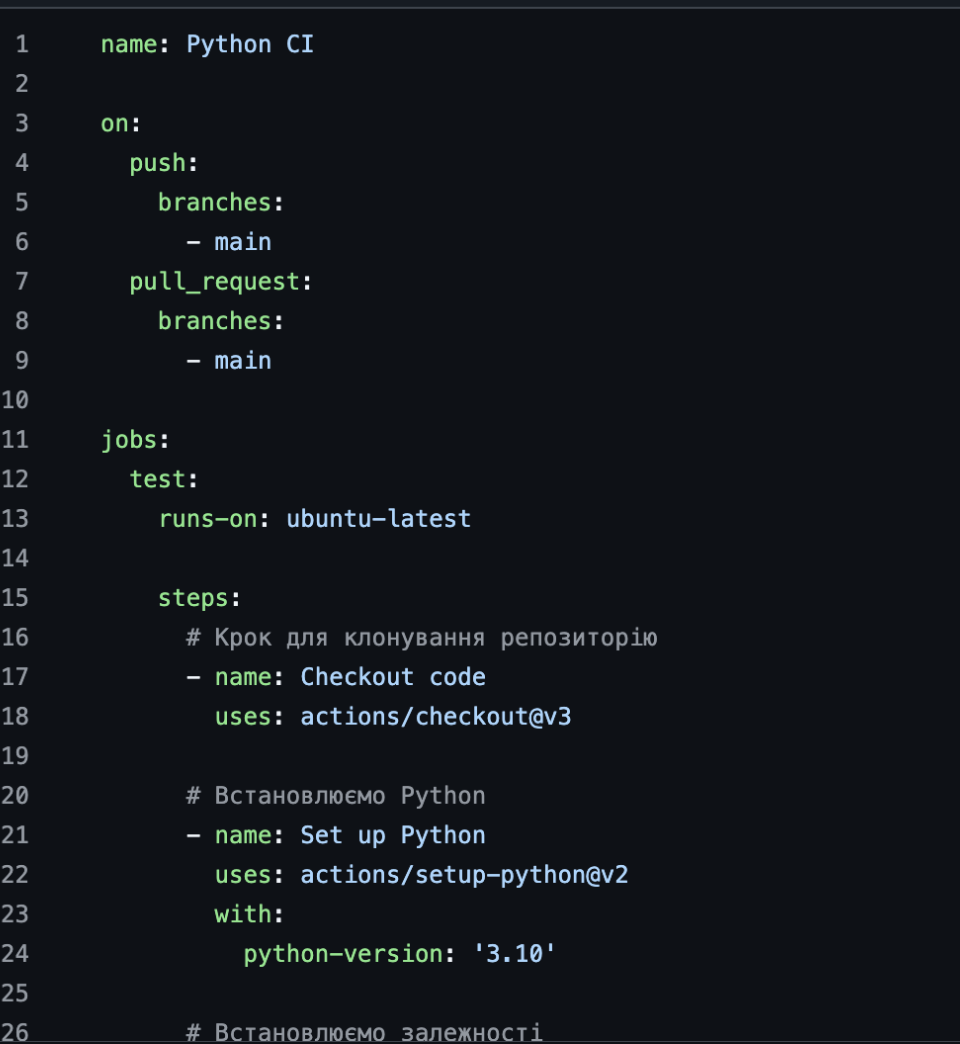 1 name: Python CI
2
3 on:
4   push:
5     branches:
6       - main
7   pull_request:
8     branches:
9       - main
10
11 jobs:
12   test:
13     runs-on: ubuntu-latest
14
15     steps:
16       # Крок для клонування репозиторію
17       - name: Checkout code
18         uses: actions/checkout@v3
19
20       # Встановлюємо Python
21       - name: Set up Python
22         uses: actions/setup-python@v2
23         with:
24           python-version: '3.10'
25
26       # Встановлюємо залежності